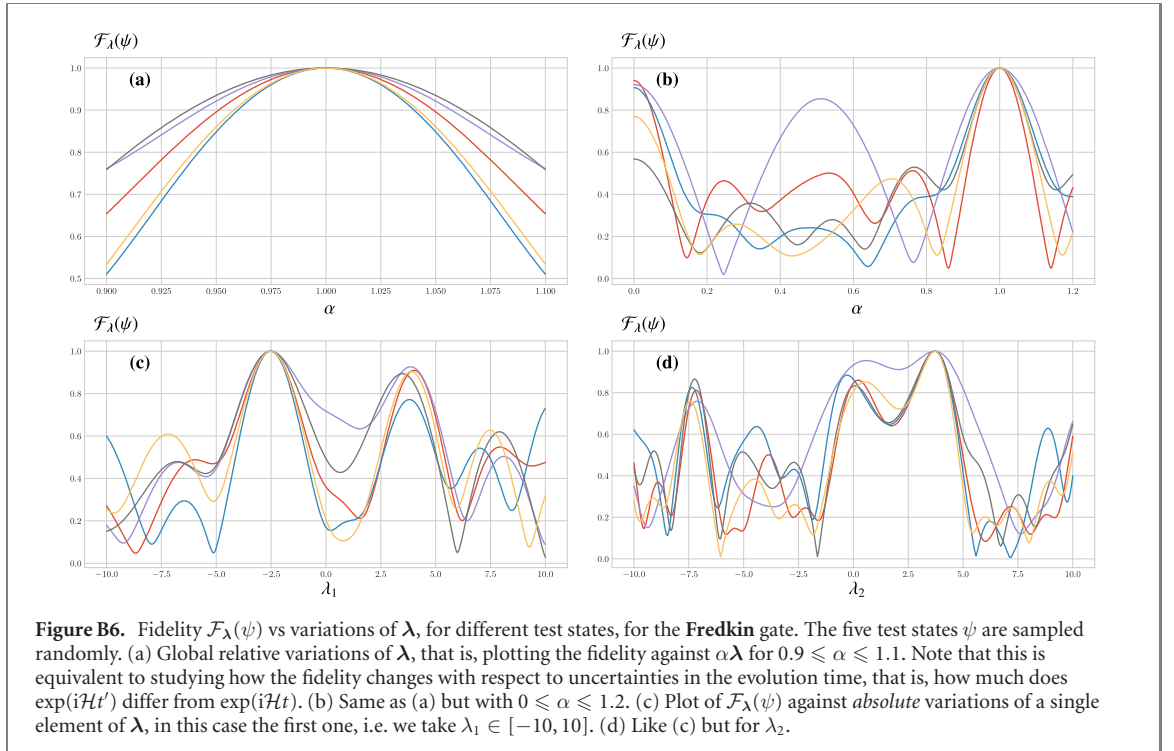 ℱλ(ψ) ℱλ(ψ)
(a) (b)
1.0 0.9 0.8 0.7 0.6 0.5
0.900 0.925 0.950 0.975 1.000 1.025 1.050 1.075 1.100
α
1.0 0.8 0.6 0.4 0.2 0.0
0.0 0.2 0.4 0.6 0.8 1.0 1.2
α
ℱλ(ψ) ℱλ(ψ)
(c) (d)
1.0 0.8 0.6 0.4 0.2 0.0
−10.0 −7.5 −5.0 −2.5 0.0 2.5 5.0 7.5 10.0
λ1
1.0 0.8 0.6 0.4 0.2 0.0
−10.0 −7.5 −5.0 −2.5 0.0 2.5 5.0 7.5 10.0
λ2
Figure B6. Fidelity ℱλ(ψ) vs variations of λ, for different test states, for the Fredkin gate. The five test states ψ are sampled
randomly. (a) Global relative variations of λ, that is, plotting the fidelity against αλ for 0.9 ⩽ α ⩽ 1.1. Note that this is
equivalent to studying how the fidelity changes with respect to uncertainties in the evolution time, that is, how much does
exp(iℋt′) differ from exp(iℋt). (b) Same as (a) but with 0 ⩽ α ⩽ 1.2. (c) Plot of ℱλ(ψ) against absolute variations of a single
element of λ, in this case the first one, i.e. we take λ1 ∈ [−10, 10]. (d) Like (c) but for λ2.